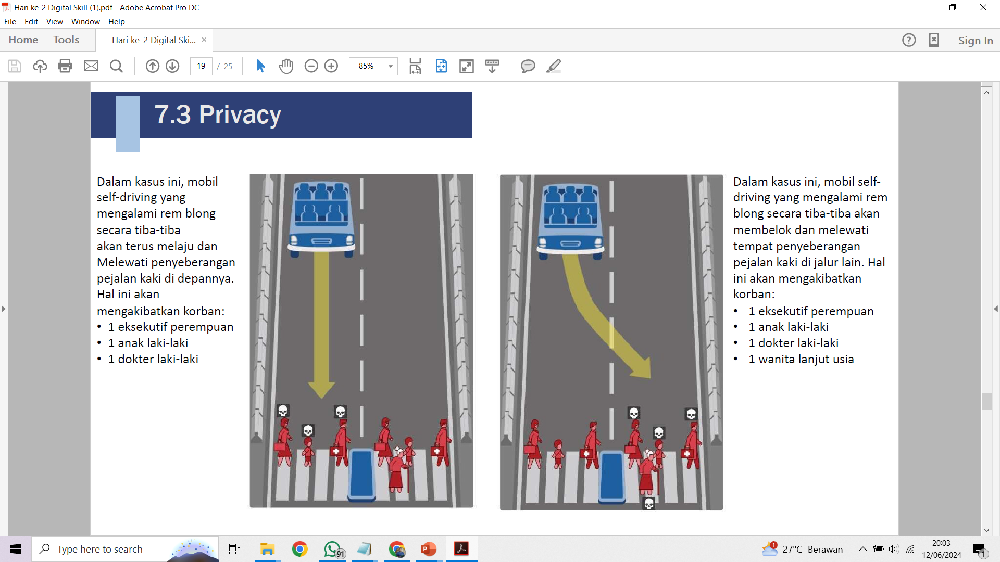 Hari ke-2 Digital Skill (1).pdf - Adobe Acrobat Pro DC
File Edit View Window Help
Home Tools Hari ke-2 Digital Ski... × Sign In
19 / 25 85%
7.3 Privacy
Dalam kasus ini, mobil
self-driving yang
mengalami rem blong
secara tiba-tiba
akan terus melaju dan
Melewati penyeberangan
pejalan kaki di depannya.
Hal ini akan
mengakibatkan korban:
• 1 eksekutif perempuan
• 1 anak laki-laki
• 1 dokter laki-laki
Dalam kasus ini, mobil self-
driving yang mengalami rem
blong secara tiba-tiba akan
membelok dan melewati
tempat penyeberangan
pejalan kaki di jalur lain. Hal
ini akan mengakibatkan
korban:
• 1 eksekutif perempuan
• 1 anak laki-laki
• 1 dokter laki-laki
• 1 wanita lanjut usia
Type here to search
91
P
1
27°C Berawan
20:03
12/06/2024
1